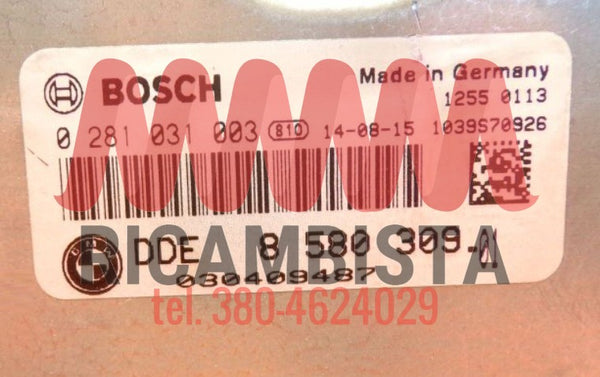 BOSCH
Made in Germany
1255 0113
0 281 031 003 810 14-08-15 1039S70926
BMW DDE 8 580 309.01
RICAMBISTA
030409487
tel. 380-4624029